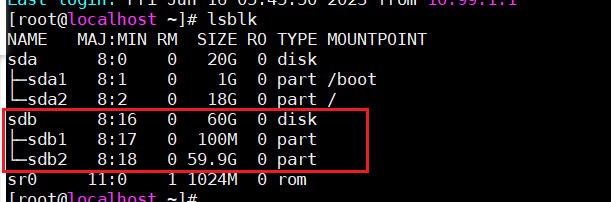 Last login: Fri Jun 16 05:45:50 2023 from 10.99.1.1
[root@localhost ~]# lsblk
NAME   MAJ:MIN RM  SIZE RO TYPE MOUNTPOINT
sda      8:0    0   20G  0 disk
├─sda1   8:1    0    1G  0 part /boot
└─sda2   8:2    0   18G  0 part /
sdb      8:16   0   60G  0 disk
├─sdb1   8:17   0  100M  0 part
└─sdb2   8:18   0 59.9G  0 part
sr0     11:0    1 1024M  0 rom
[root@localhost ~]#